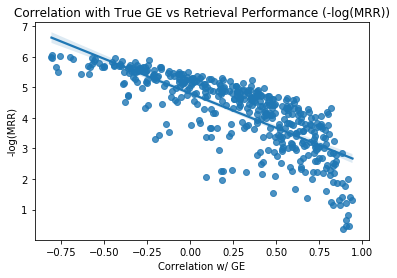 Correlation with True GE vs Retrieval Performance (-log(MRR))
7
6
5
4
3
2
1
-log(MRR)
−0.75 −0.50 −0.25 0.00 0.25 0.50 0.75 1.00
Correlation w/ GE